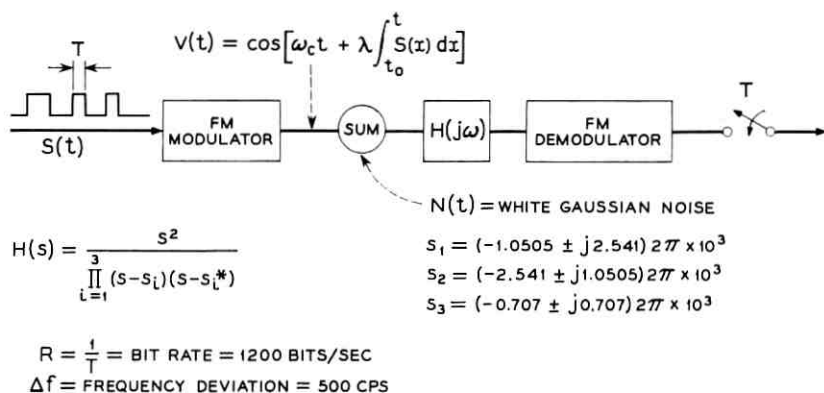 V(t) = cos[ω_c t + λ∫_{t_0}^{t} S(x) dx]
T
S(t)
FM
MODULATOR
SUM
H(jω)
FM
DEMODULATOR
T
N(t) = WHITE GAUSSIAN NOISE
H(s) = s^2 / ∏_{i=1}^{3} (s-s_i)(s-s_i*)
s_1 = (-1.0505 ± j2.541) 2π × 10^3
s_2 = (-2.541 ± j1.0505) 2π × 10^3
s_3 = (-0.707 ± j0.707) 2π × 10^3
R = 1/T = BIT RATE = 1200 BITS/SEC
Δf = FREQUENCY DEVIATION = 500 CPS